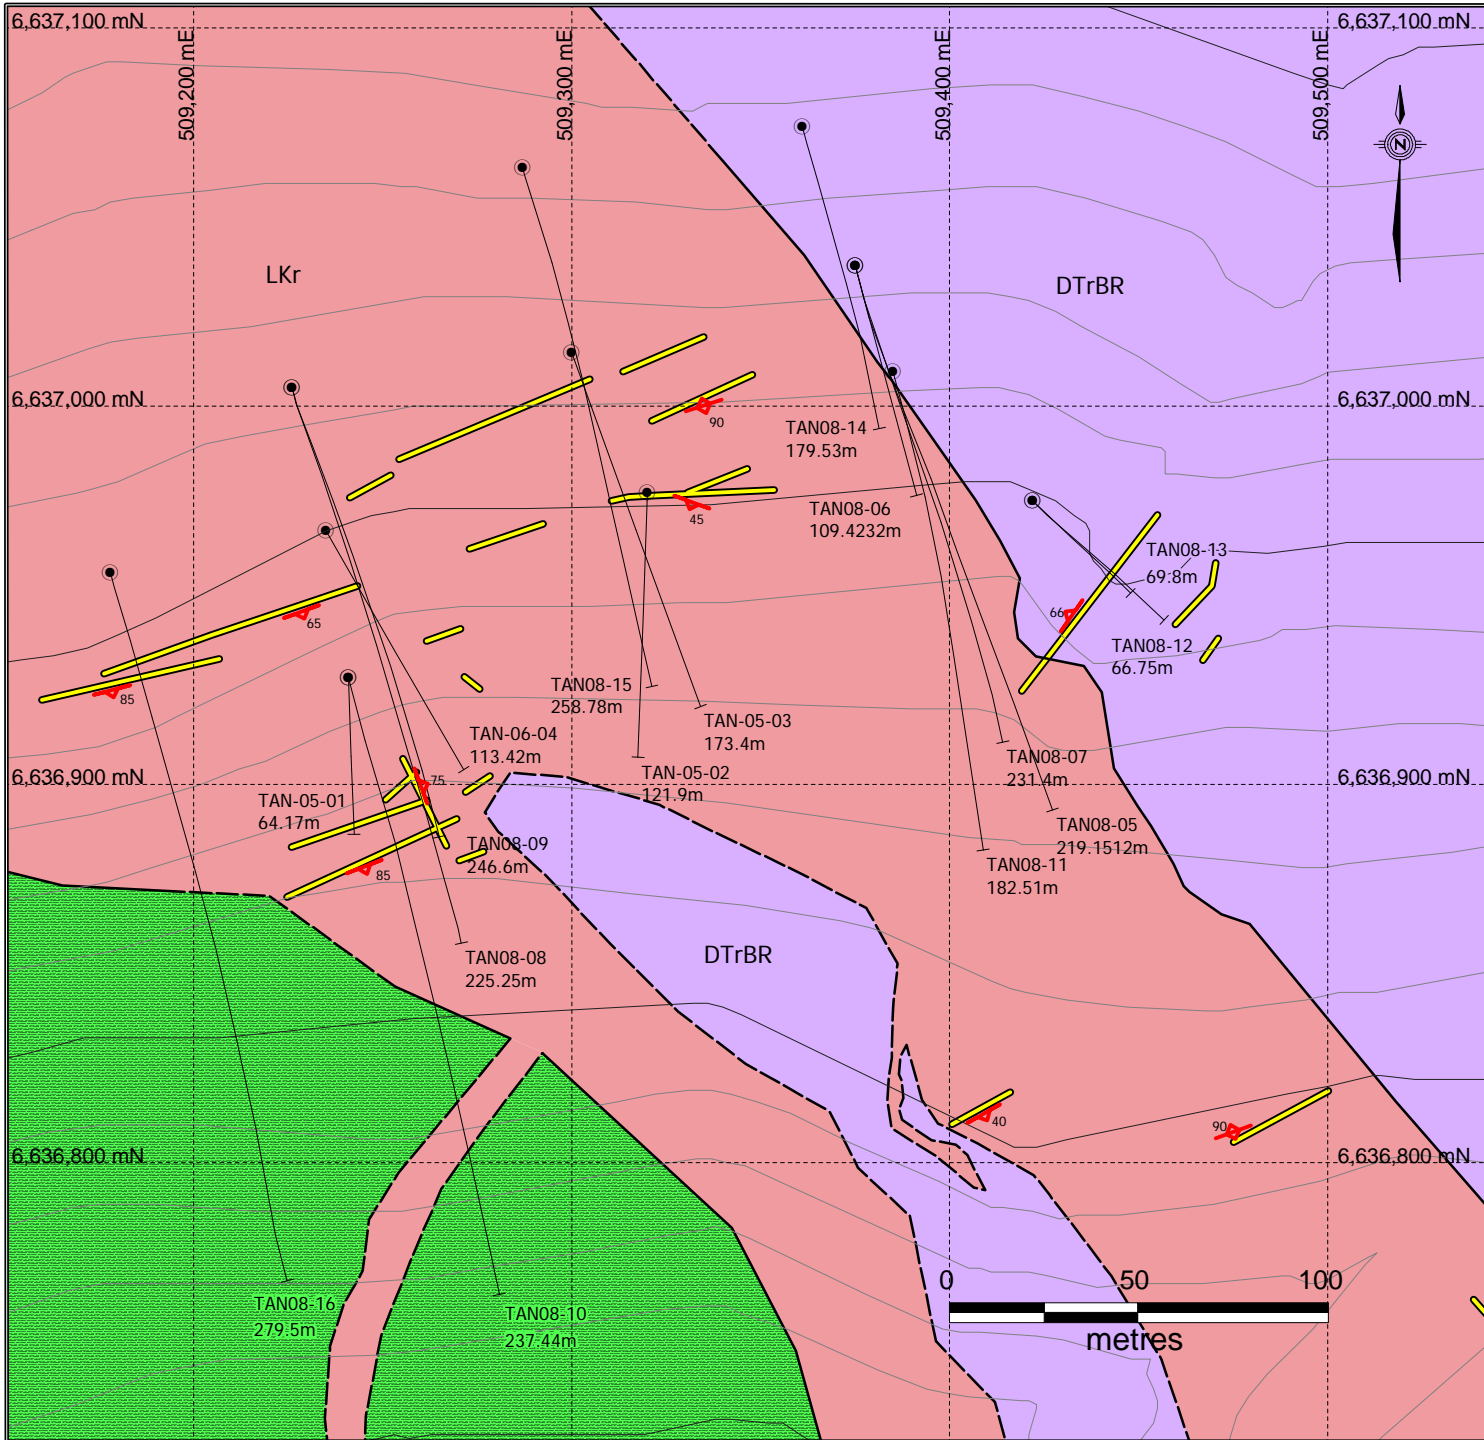 6,637,100 mN
6,637,100 mN
509,200 mE
509,300 mE
509,400 mE
509,500 mE
N
LKr
DTrBR
6,637,000 mN
6,637,000 mN
90
TAN08-14
179.53m
45
TAN08-06
109.4232m
TAN08-13
69.8m
66
65
TAN08-12
66.75m
85
TAN08-15
258.78m
TAN-05-03
173.4m
TAN-06-04
113.42m
TAN08-07
231.4m
TAN-05-02
121.9m
6,636,900 mN
6,636,900 mN
75
TAN-05-01
64.17m
TAN08-05
219.1512m
TAN08-09
246.6m
TAN08-11
182.51m
85
TAN08-08
225.25m
DTrBR
40
90
6,636,800 mN
6,636,800 mN
0 50 100
metres
TAN08-16
279.5m
TAN08-10
237.44m